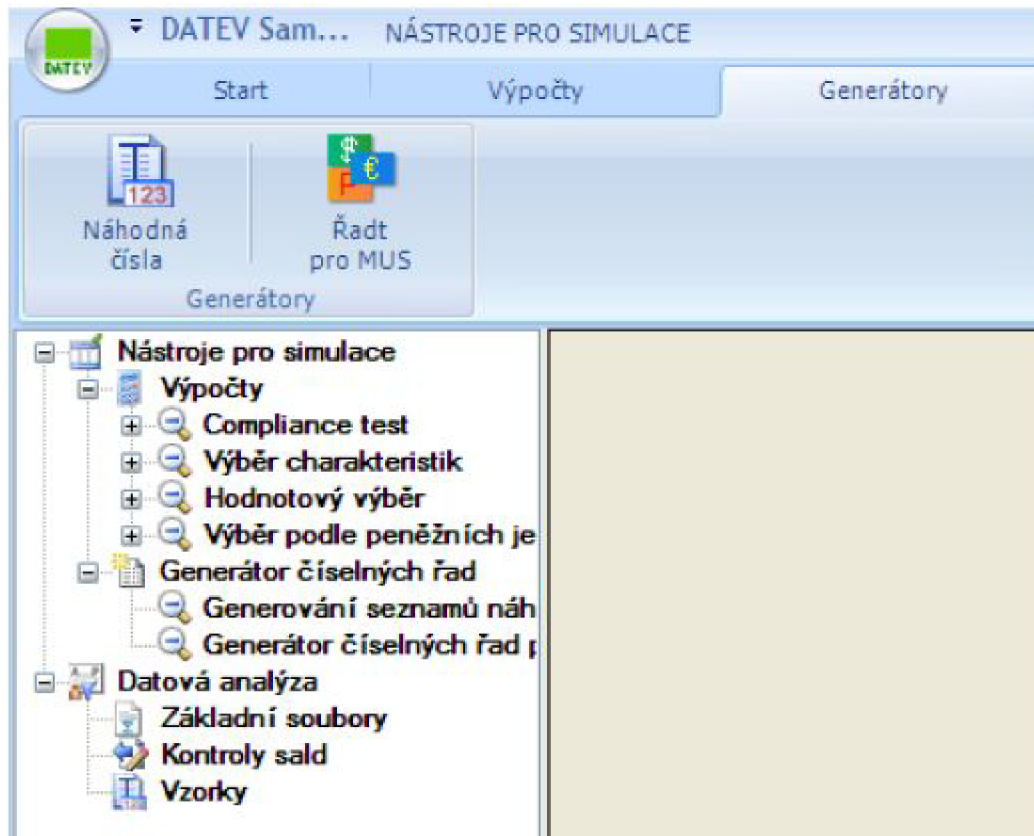 DATEV Sam... NÁSTROJE PRO SIMULACE
DATEV
Start Výpočty Generátory
123
$ € P
Náhodná
čísla
Řadt
pro MUS
Generátory
Nástroje pro simulace
Výpočty
Compliance test
Výběr charakteristik
Hodnotový výběr
Výběr podle peněžních je
Generátor číselných řad
Generování seznamů náh
Generátor číselných řad p
Datová analýza
Základní soubory
Kontroly sald
Vzorky